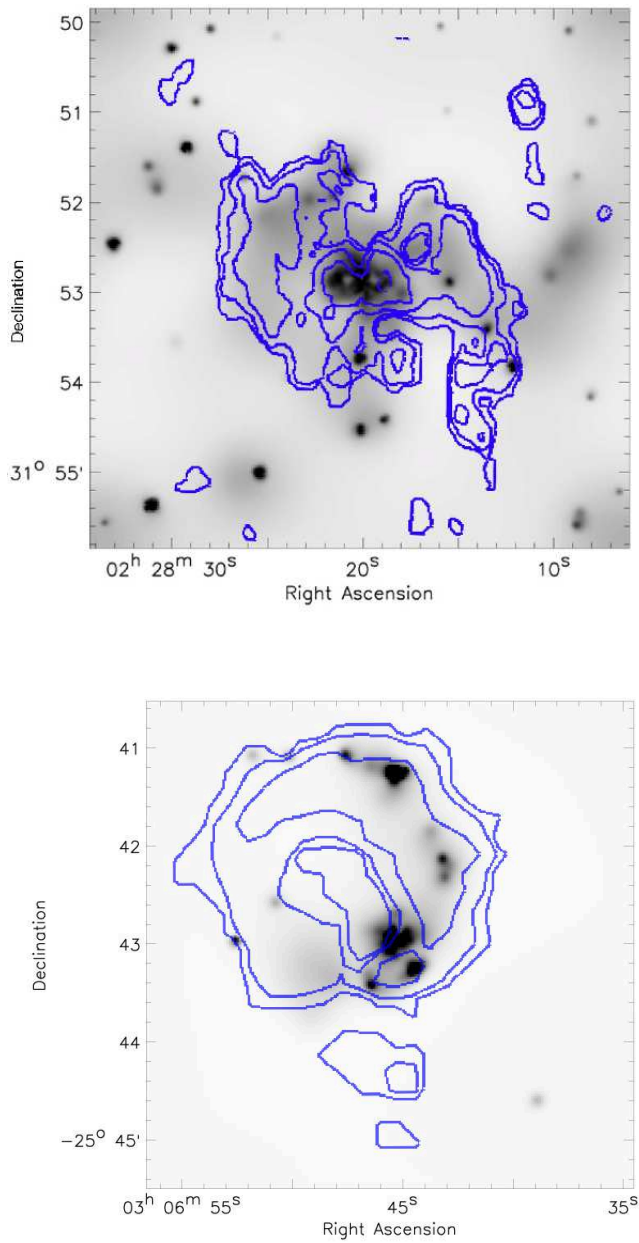 50
51
52
53
54
31° 55'
Declination
02ʰ 28ᵐ 30ˢ 20ˢ 10ˢ
Right Ascension
41
42
43
44
−25° 45'
Declination
03ʰ 06ᵐ 55ˢ 45ˢ 35ˢ
Right Ascension